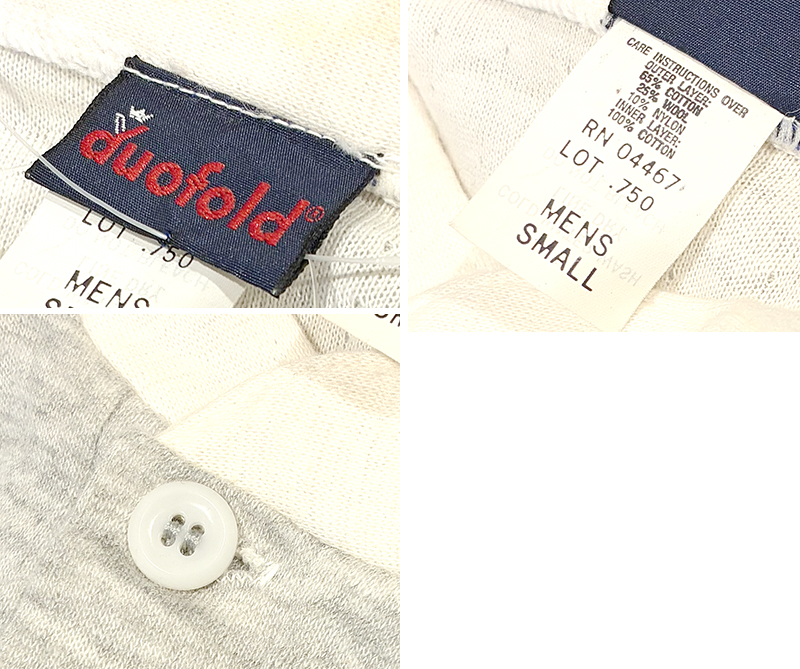 duofold®
LOT .750
MENS
CARE INSTRUCTIONS OVER
OUTER LAYER:
65% COTTON
25% WOOL
10% NYLON
INNER LAYER:
100% COTTON
RN 04467
LOT .750
MENS
SMALL